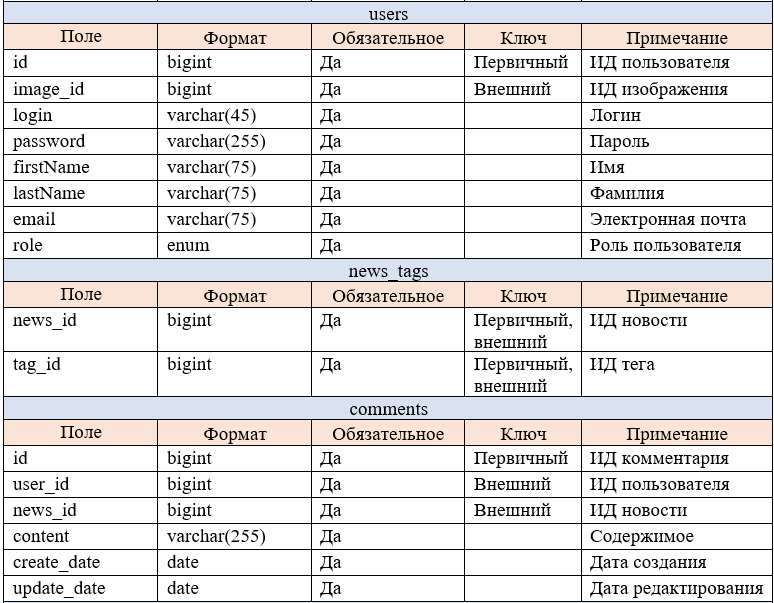 users
Поле Формат Обязательное Ключ Примечание
id bigint Да Первичный ИД пользователя
image_id bigint Да Внешний ИД изображения
login varchar(45) Да Логин
password varchar(255) Да Пароль
firstName varchar(75) Да Имя
lastName varchar(75) Да Фамилия
email varchar(75) Да Электронная почта
role enum Да Роль пользователя
news_tags
Поле Формат Обязательное Ключ Примечание
news_id bigint Да Первичный, ИД новости
внешний
tag_id bigint Да Первичный, ИД тега
внешний
comments
Поле Формат Обязательное Ключ Примечание
id bigint Да Первичный ИД комментария
user_id bigint Да Внешний ИД пользователя
news_id bigint Да Внешний ИД новости
content varchar(255) Да Содержимое
create_date date Да Дата создания
update_date date Да Дата редактирования